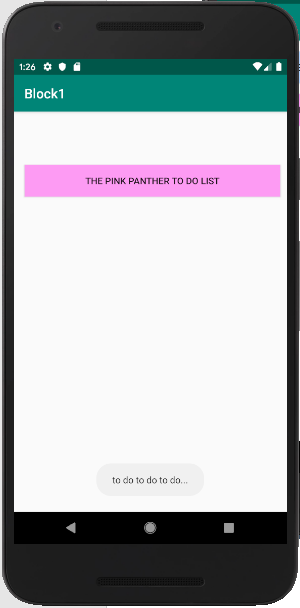 1:26
Block1
THE PINK PANTHER TO DO LIST
to do to do to do...